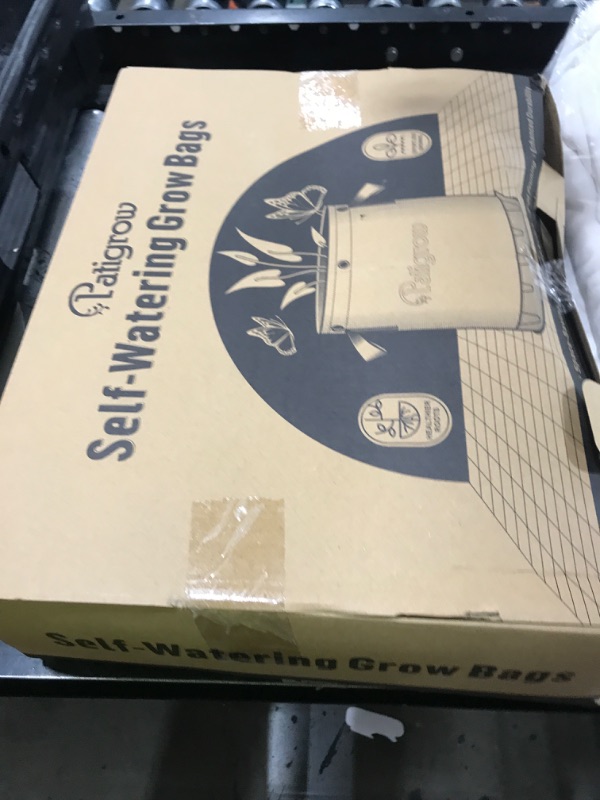 Patigrow
Self-Watering Grow Bags
Patigrow
HEALTHIER
ROOTS
Self-Watering Grow Bags